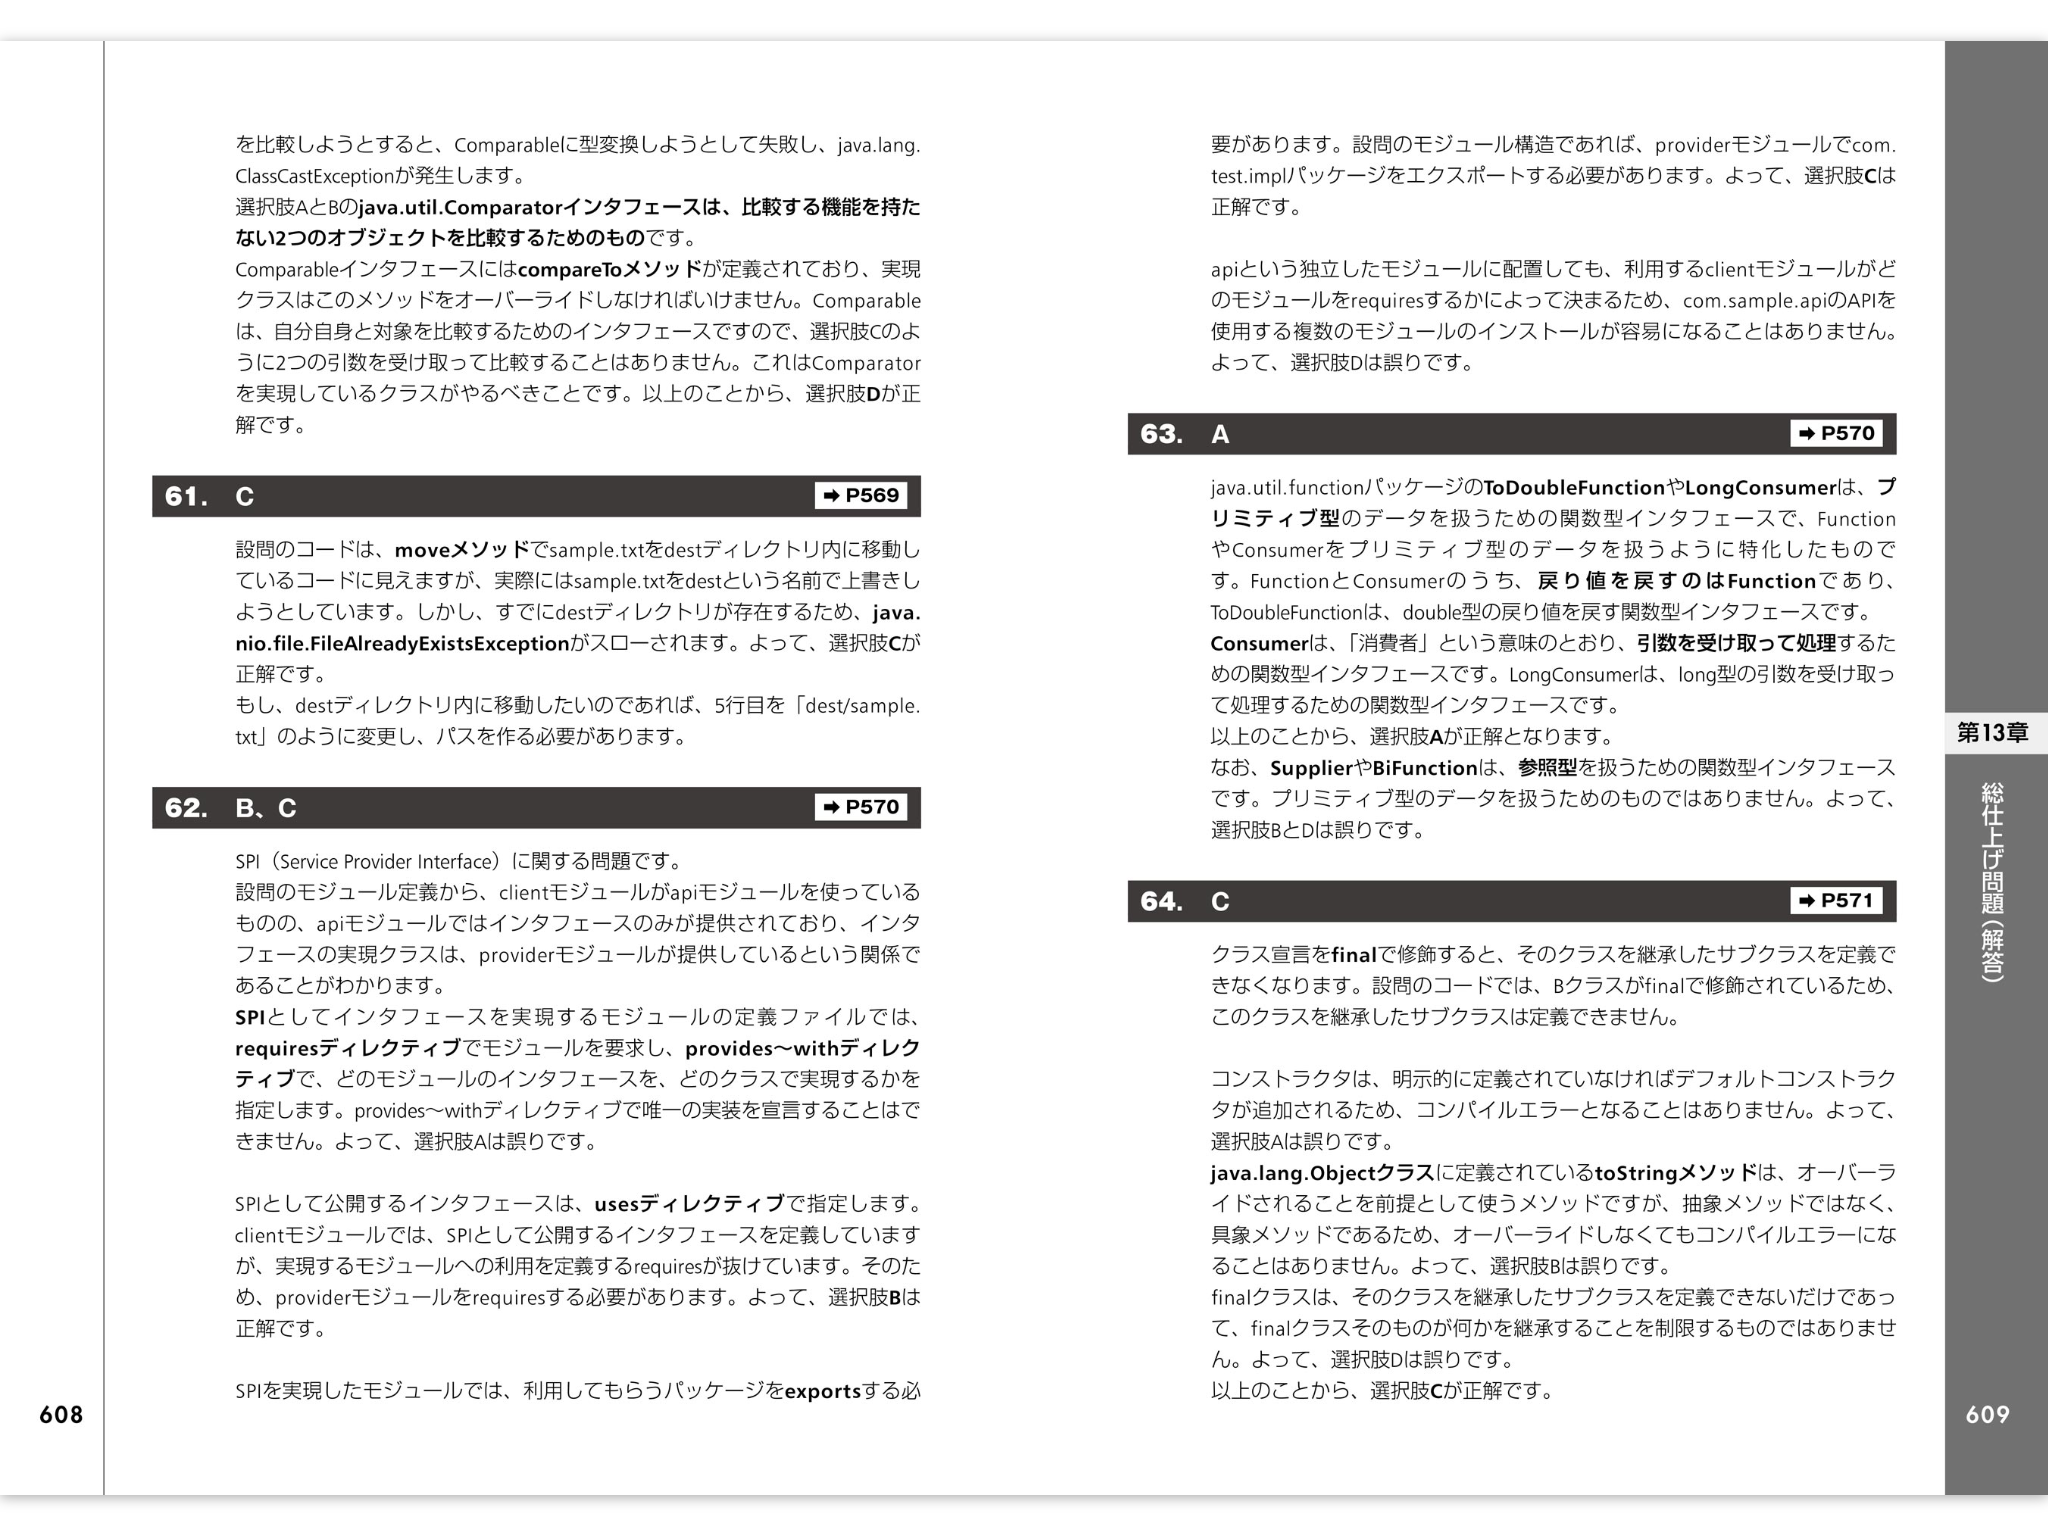 を比較しようとすると、Comparableに型変換しようとして失敗し、java.lang.
ClassCastExceptionが発生します。
選択肢AとBのjava.util.Comparatorインタフェースは、比較する機能を持た
ない2つのオブジェクトを比較するためのものです。
ComparableインタフェースにはcompareToメソッドが定義されており、実現
クラスはこのメソッドをオーバーライドしなければいけません。Comparable
は、自分自身と対象を比較するためのインタフェースですので、選択肢Cのよ
うに2つの引数を受け取って比較することはありません。これはComparator
を実現しているクラスがやるべきことです。以上のことから、選択肢Dが正
解です。
61. C ➡ P569
設問のコードは、moveメソッドでsample.txtをdestディレクトリ内に移動し
ているコードに見えますが、実際にはsample.txtをdestという名前で上書きし
ようとしています。しかし、すでにdestディレクトリが存在するため、java.
nio.file.FileAlreadyExistsExceptionがスローされます。よって、選択肢Cが
正解です。
もし、destディレクトリ内に移動したいのであれば、5行目を「dest/sample.
txt」のように変更し、パスを作る必要があります。
62. B、C ➡ P570
SPI（Service Provider Interface）に関する問題です。
設問のモジュール定義から、clientモジュールがapiモジュールを使っている
ものの、apiモジュールではインタフェースのみが提供されており、インタ
フェースの実現クラスは、providerモジュールが提供しているという関係で
あることがわかります。
SPIとしてインタフェースを実現するモジュールの定義ファイルでは、
requiresディレクティブでモジュールを要求し、provides〜withディレク
ティブで、どのモジュールのインタフェースを、どのクラスで実現するかを
指定します。provides〜withディレクティブで唯一の実装を宣言することはで
きません。よって、選択肢Aは誤りです。
SPIとして公開するインタフェースは、usesディレクティブで指定します。
clientモジュールでは、SPIとして公開するインタフェースを定義しています
が、実現するモジュールへの利用を定義するrequiresが抜けています。そのた
め、providerモジュールをrequiresする必要があります。よって、選択肢Bは
正解です。
SPIを実現したモジュールでは、利用してもらうパッケージをexportsする必
608
要があります。設問のモジュール構造であれば、providerモジュールでcom.
test.implパッケージをエクスポートする必要があります。よって、選択肢Cは
正解です。
apiという独立したモジュールに配置しても、利用するclientモジュールがど
のモジュールをrequiresするかによって決まるため、com.sample.apiのAPIを
使用する複数のモジュールのインストールが容易になることはありません。
よって、選択肢Dは誤りです。
63. A ➡ P570
java.util.functionパッケージのToDoubleFunctionやLongConsumerは、プ
リミティブ型のデータを扱うための関数型インタフェースで、Function
やConsumerをプリミティブ型のデータを扱うように特化したもので
す。FunctionとConsumerのうち、戻り値を戻すのはFunctionであり、
ToDoubleFunctionは、double型の戻り値を戻す関数型インタフェースです。
Consumerは、「消費者」という意味のとおり、引数を受け取って処理するた
めの関数型インタフェースです。LongConsumerは、long型の引数を受け取っ
て処理するための関数型インタフェースです。
以上のことから、選択肢Aが正解となります。
なお、SupplierやBiFunctionは、参照型を扱うための関数型インタフェース
です。プリミティブ型のデータを扱うためのものではありません。よって、
選択肢BとDは誤りです。
64. C ➡ P571
クラス宣言をfinalで修飾すると、そのクラスを継承したサブクラスを定義で
きなくなります。設問のコードでは、Bクラスがfinalで修飾されているため、
このクラスを継承したサブクラスは定義できません。
コンストラクタは、明示的に定義されていなければデフォルトコンストラク
タが追加されるため、コンパイルエラーとなることはありません。よって、
選択肢Aは誤りです。
java.lang.Objectクラスに定義されているtoStringメソッドは、オーバーラ
イドされることを前提として使うメソッドですが、抽象メソッドではなく、
具象メソッドであるため、オーバーライドしなくてもコンパイルエラーにな
ることはありません。よって、選択肢Bは誤りです。
finalクラスは、そのクラスを継承したサブクラスを定義できないだけであっ
て、finalクラスそのものが何かを継承することを制限するものではありませ
ん。よって、選択肢Dは誤りです。
以上のことから、選択肢Cが正解です。
第13章
総仕上げ問題（解答）
609